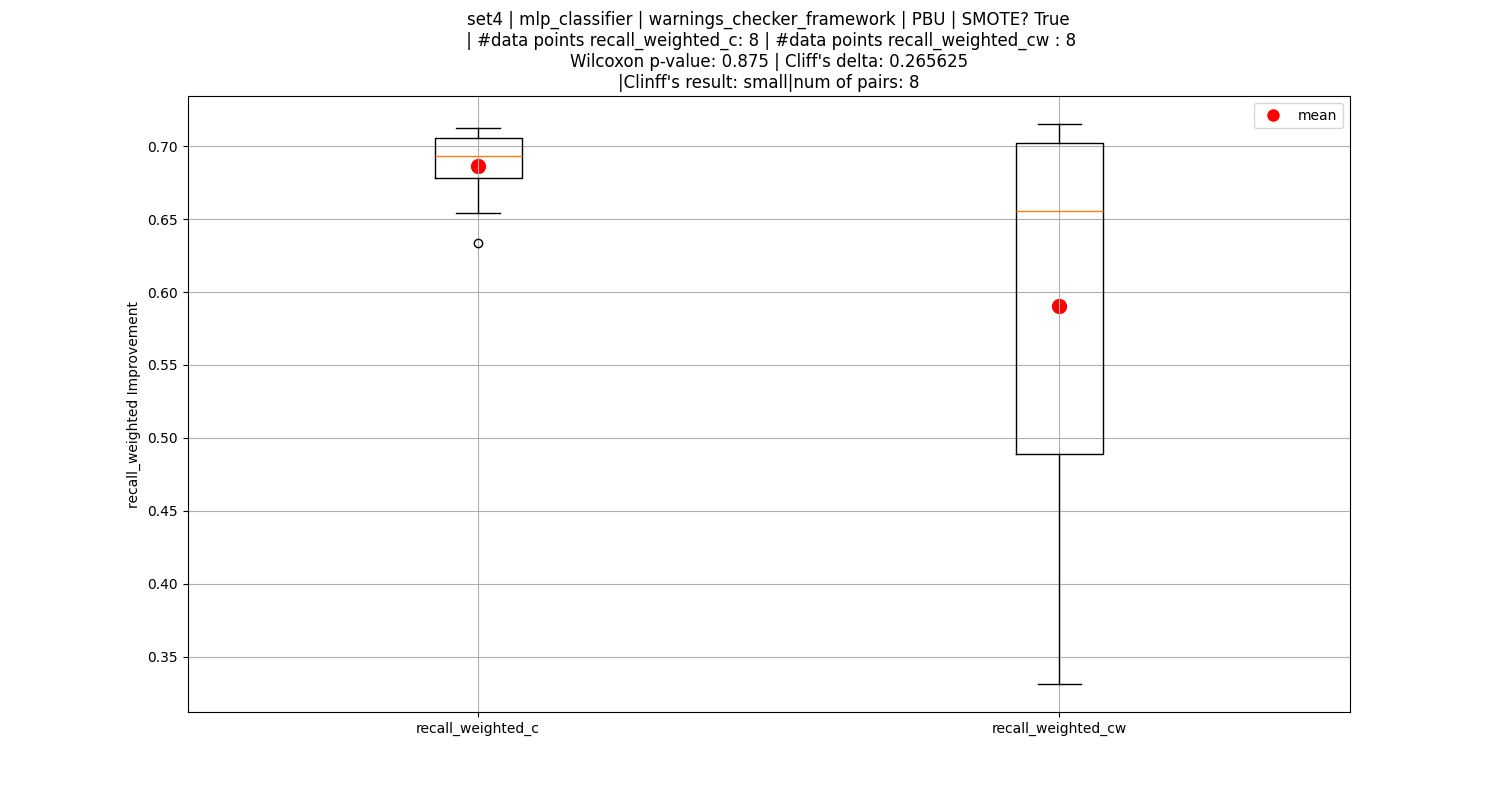 set4 | mlp_classifier | warnings_checker_framework | PBU | SMOTE? True
| #data points recall_weighted_c: 8 | #data points recall_weighted_cw : 8
Wilcoxon p-value: 0.875 | Cliff's delta: 0.265625
|Clinff's result: small|num of pairs: 8
mean
0.70
0.65
0.60
0.55
0.50
0.45
0.40
0.35
recall_weighted Improvement
recall_weighted_c
recall_weighted_cw